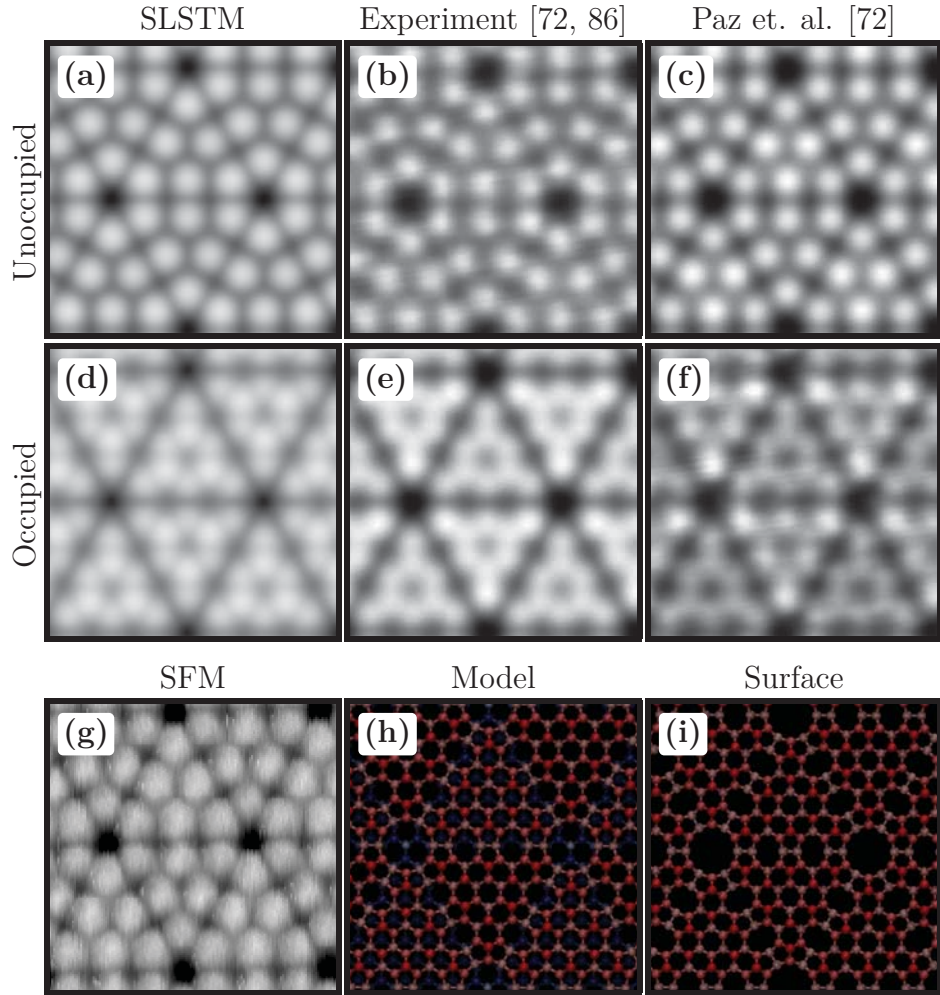 SLSTM Experiment [72, 86] Paz et. al. [72]
Unoccupied
(a) (b) (c)
Occupied
(d) (e) (f)
SFM Model Surface
(g) (h) (i)